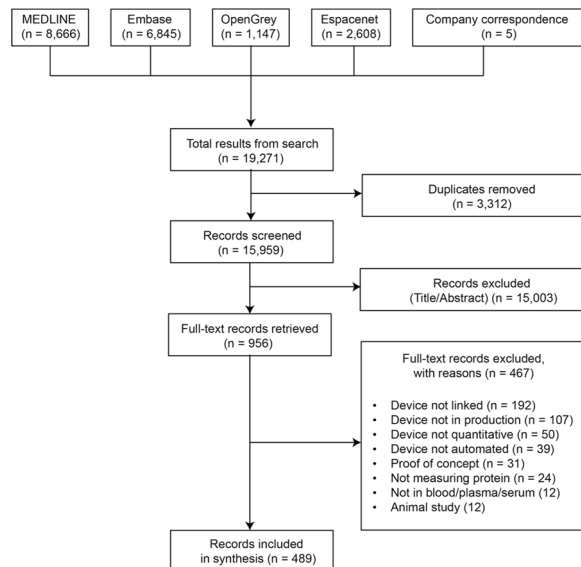 MEDLINE
(n = 8,666)
Embase
(n = 6,845)
OpenGrey
(n = 1,147)
Espacenet
(n = 2,608)
Company correspondence
(n = 5)
Total results from search
(n = 19,271)
Duplicates removed
(n = 3,312)
Records screened
(n = 15,959)
Records excluded
(Title/Abstract) n = 15,003)
Full-text records retrieved
(n = 956)
Full-text records excluded,
with reasons (n = 467)
• Device not linked (n = 192)
• Device not in production (n = 107)
• Device not quantitative (n = 50)
• Device not automated (n = 39)
• Proof of concept (n = 31)
• Not measuring protein (n = 24)
• Not in blood/plasma/serum (12)
• Animal study (12)
Records included
in synthesis (n = 489)